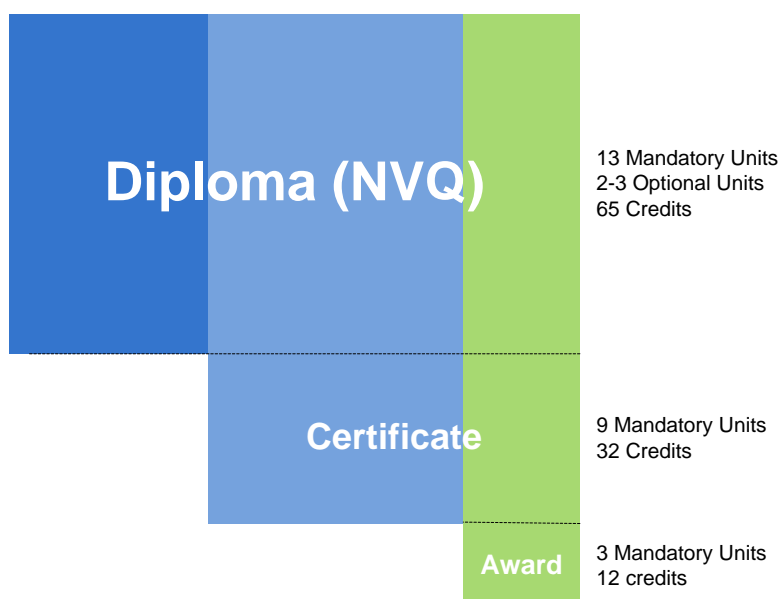 Diploma (NVQ)
13 Mandatory Units
2-3 Optional Units
65 Credits
Certificate
9 Mandatory Units
32 Credits
Award
3 Mandatory Units
12 credits